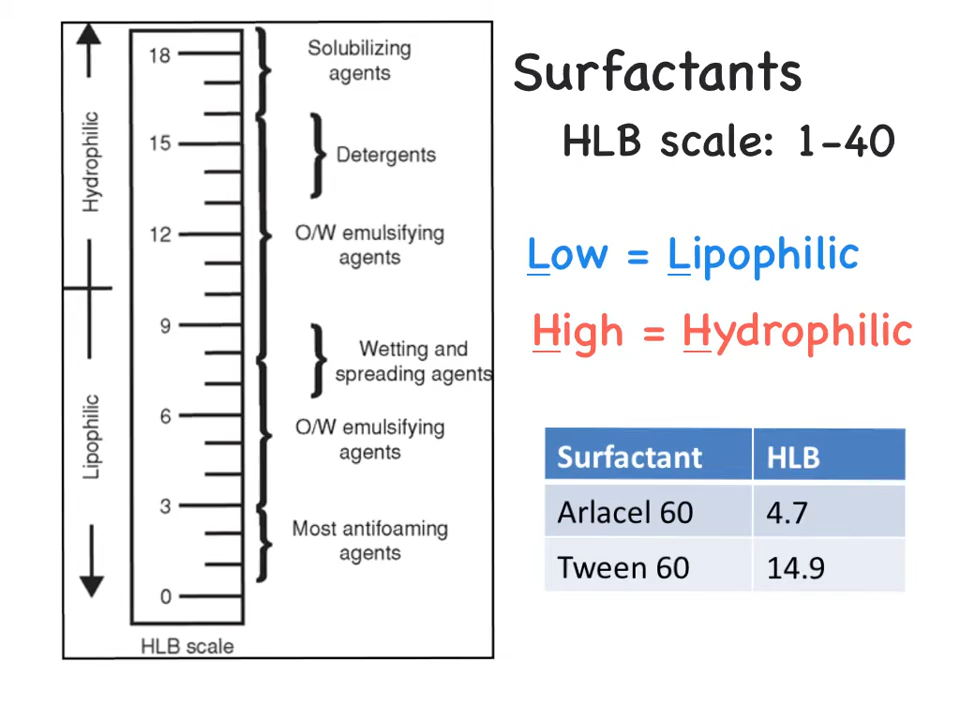 Surfactants
HLB scale: 1-40
Low = Lipophilic
High = Hydrophilic
Hydrophilic
Lipophilic
18
15
12
9
6
3
0
HLB scale
Solubilizing
agents
Detergents
O/W emulsifying
agents
Wetting and
spreading agents
O/W emulsifying
agents
Most antifoaming
agents
Surfactant HLB
Arlacel 60 4.7
Tween 60 14.9